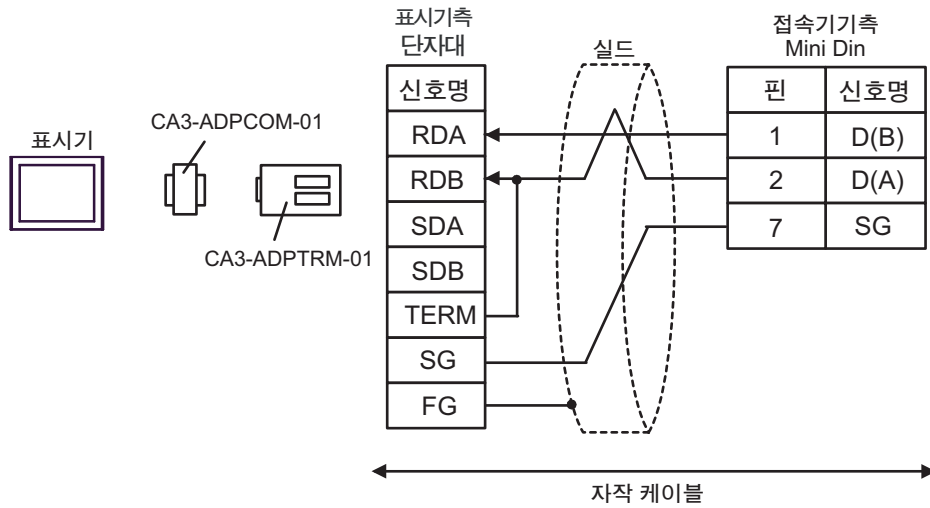 표시기측
단자대
실드
접속기기측
Mini Din
표시기
CA3-ADPCOM-01
CA3-ADPTRM-01
신호명
RDA
RDB
SDA
SDB
TERM
SG
FG
핀 신호명
1 D(B)
2 D(A)
7 SG
자작 케이블